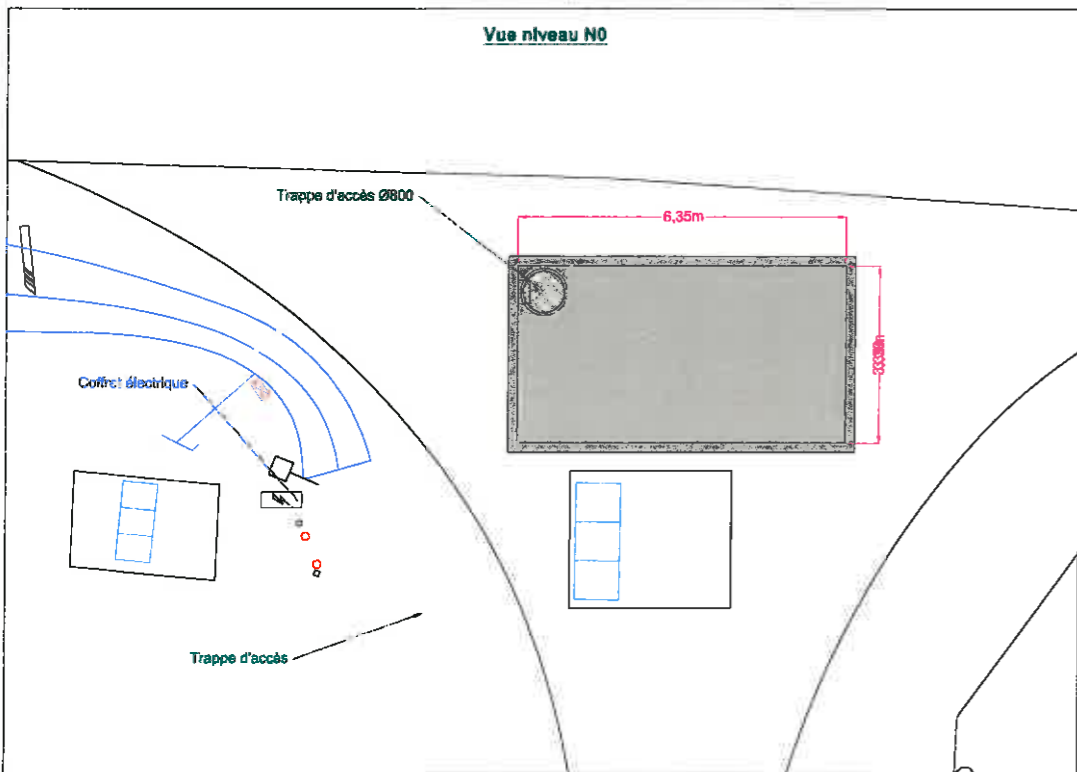 Vue niveau N0
Trappe d'accès Ø800
6,35m
Coffret électrique
Trappe d'accès